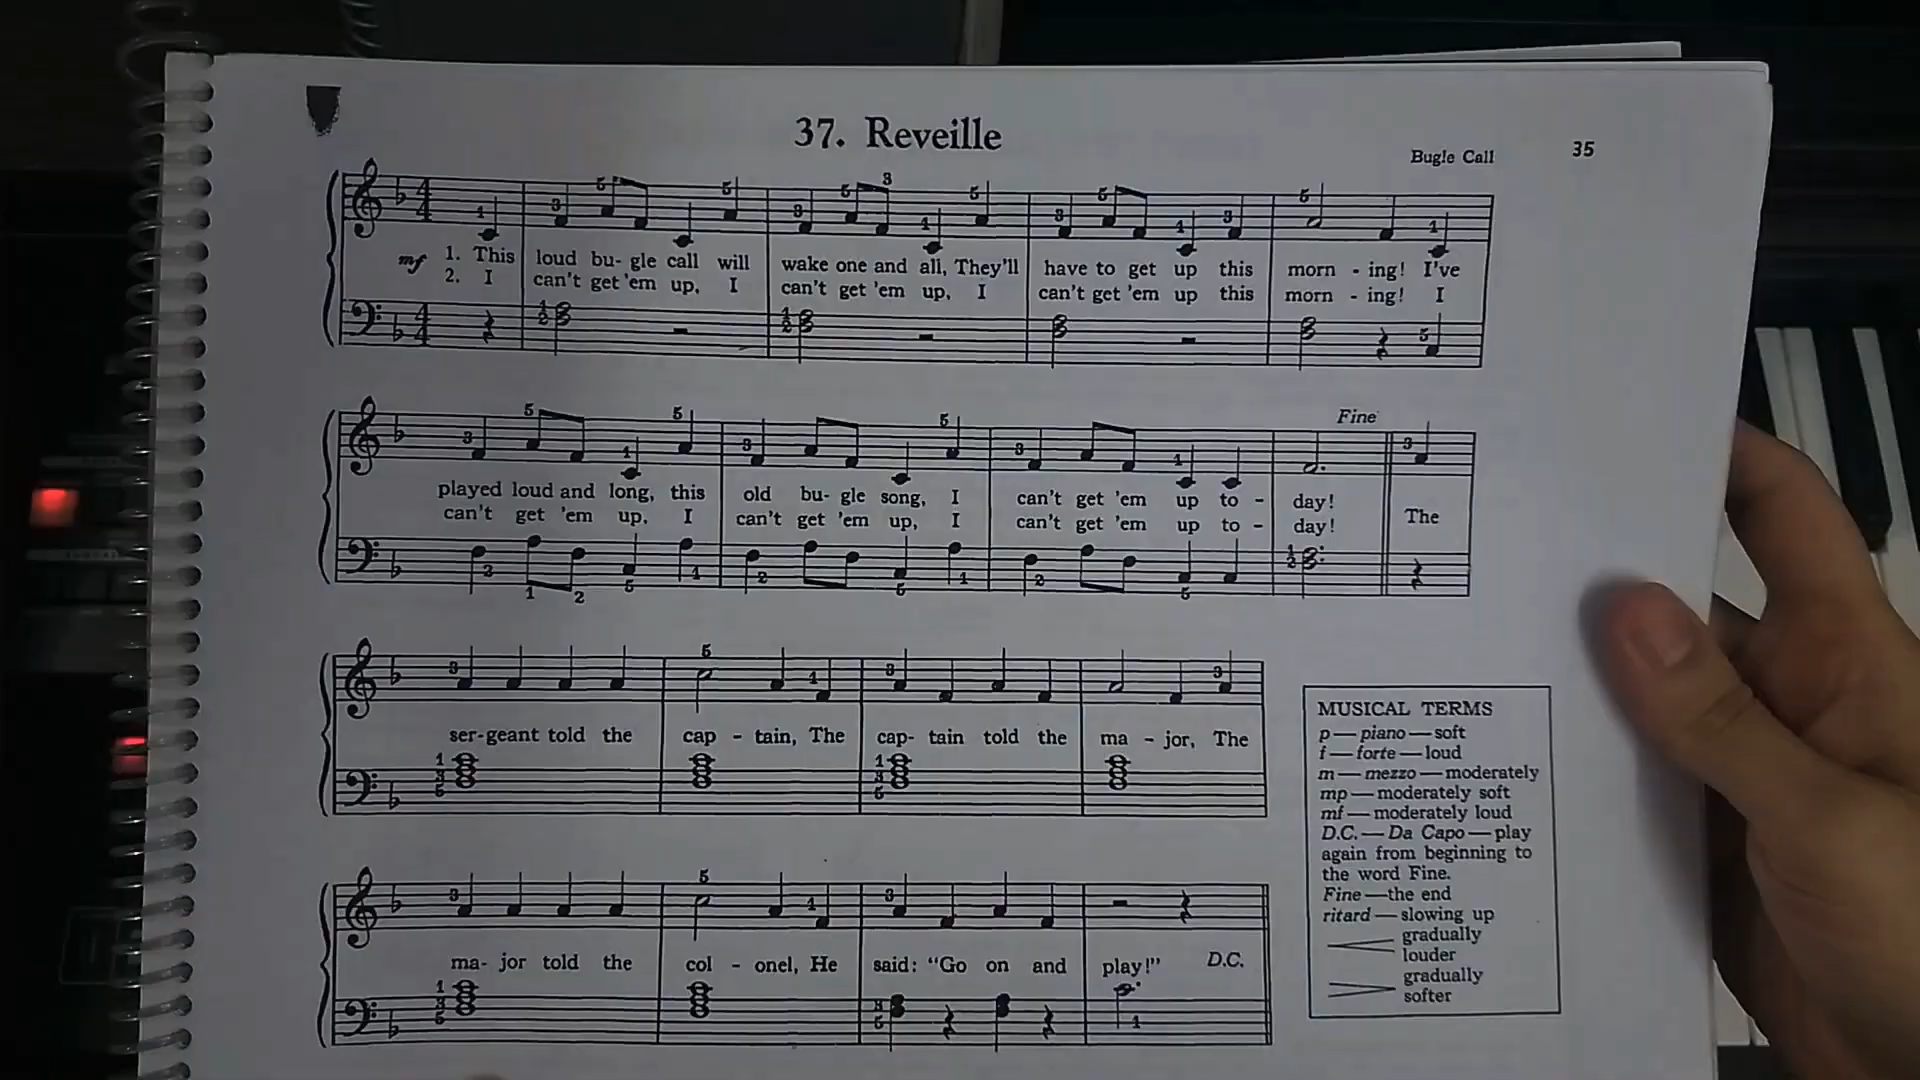 37. Reveille
35
Bugle Call
mf 1. This loud bu- gle call will wake one and all, They'll have to get up this morn - ing! I've
2. I can't get 'em up, I can't get 'em up, I can't get 'em up this morn - ing! I
Fine
played loud and long, this old bu- gle song, I can't get 'em up to - day!
can't get 'em up, I can't get 'em up, I can't get 'em up to - day!
The
ser-geant told the cap - tain, The cap- tain told the ma - jor, The
ma- jor told the col - onel, He said: "Go on and play!" D.C.
MUSICAL TERMS
p — piano — soft
f — forte — loud
m — mezzo — moderately
mp — moderately soft
mf — moderately loud
D.C. — Da Capo — play
again from beginning to
the word Fine.
Fine — the end
ritard — slowing up
gradually
louder
gradually
softer